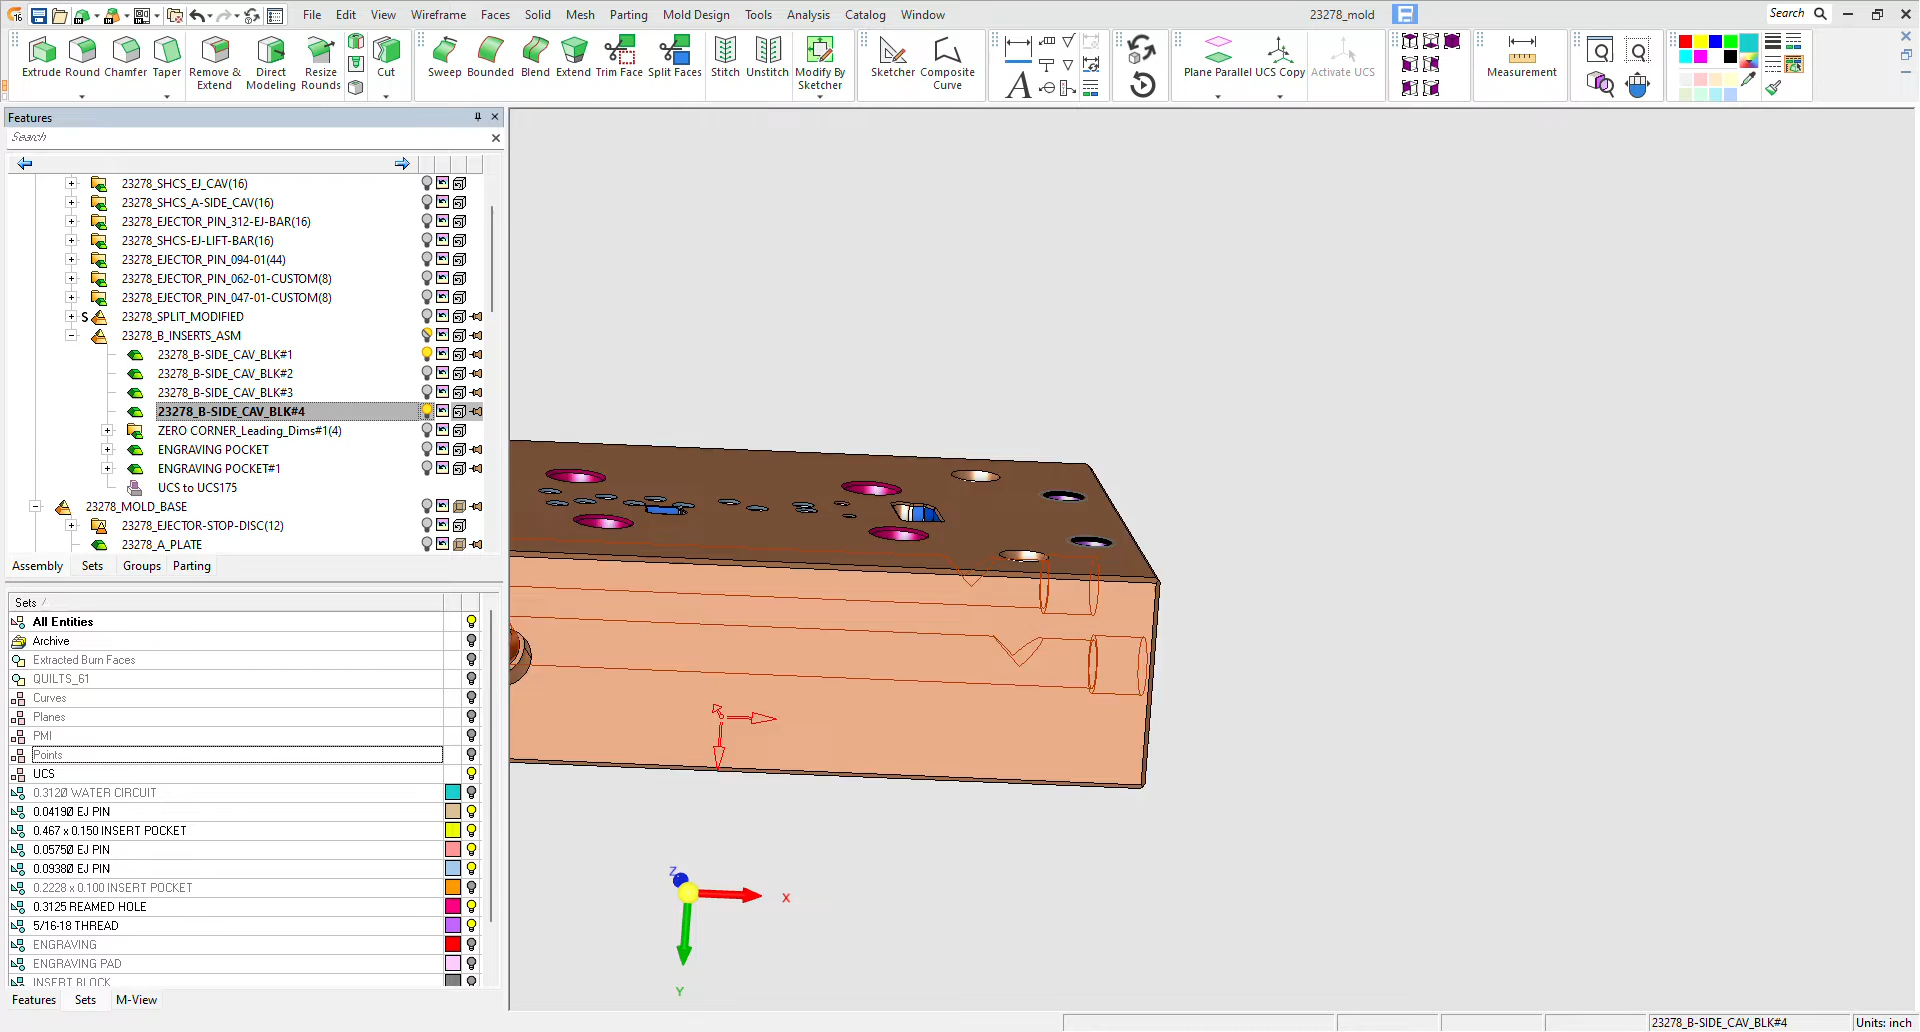 File Edit View Wireframe Faces Solid Mesh Parting Mold Design Tools Analysis Catalog Window
23278_mold
Search
Extrude Round Chamfer Taper Remove & Extend Direct Modeling Resize Rounds Cut
Sweep Bounded Blend Extend Trim Face Split Faces Stitch Unstitch Modify By Sketcher
Sketcher Composite Curve
A
Plane Parallel UCS Copy Activate UCS
Measurement
Features
Search
23278_SHCS_EJ_CAV(16)
23278_SHCS_A-SIDE_CAV(16)
23278_EJECTOR_PIN_312-EJ-BAR(16)
23278_SHCS-EJ-LIFT-BAR(16)
23278_EJECTOR_PIN_094-01(44)
23278_EJECTOR_PIN_062-01-CUSTOM(8)
23278_EJECTOR_PIN_047-01-CUSTOM(8)
S 23278_SPLIT_MODIFIED
23278_B_INSERTS_ASM
23278_B-SIDE_CAV_BLK#1
23278_B-SIDE_CAV_BLK#2
23278_B-SIDE_CAV_BLK#3
23278_B-SIDE_CAV_BLK#4
ZERO CORNER_Leading_Dims#1(4)
ENGRAVING POCKET
ENGRAVING POCKET#1
UCS to UCS175
23278_MOLD_BASE
23278_EJECTOR-STOP-DISC(12)
23278_A_PLATE
Assembly Sets Groups Parting
Sets
All Entities
Archive
Extracted Burn Faces
QUILTS_61
Curves
Planes
PMI
Points
UCS
0.312Ø WATER CIRCUIT
0.0419Ø EJ PIN
0.467 x 0.150 INSERT POCKET
0.0575Ø EJ PIN
0.0938Ø EJ PIN
0.2228 x 0.100 INSERT POCKET
0.3125 REAMED HOLE
5/16-18 THREAD
ENGRAVING
ENGRAVING PAD
INSERT BLOCK
Features Sets M-View
Z
X
Y
23278_B-SIDE_CAV_BLK#4
Units: inch